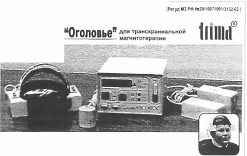 "Оголовье" для транскраниальной
магнитотерапии
trima®